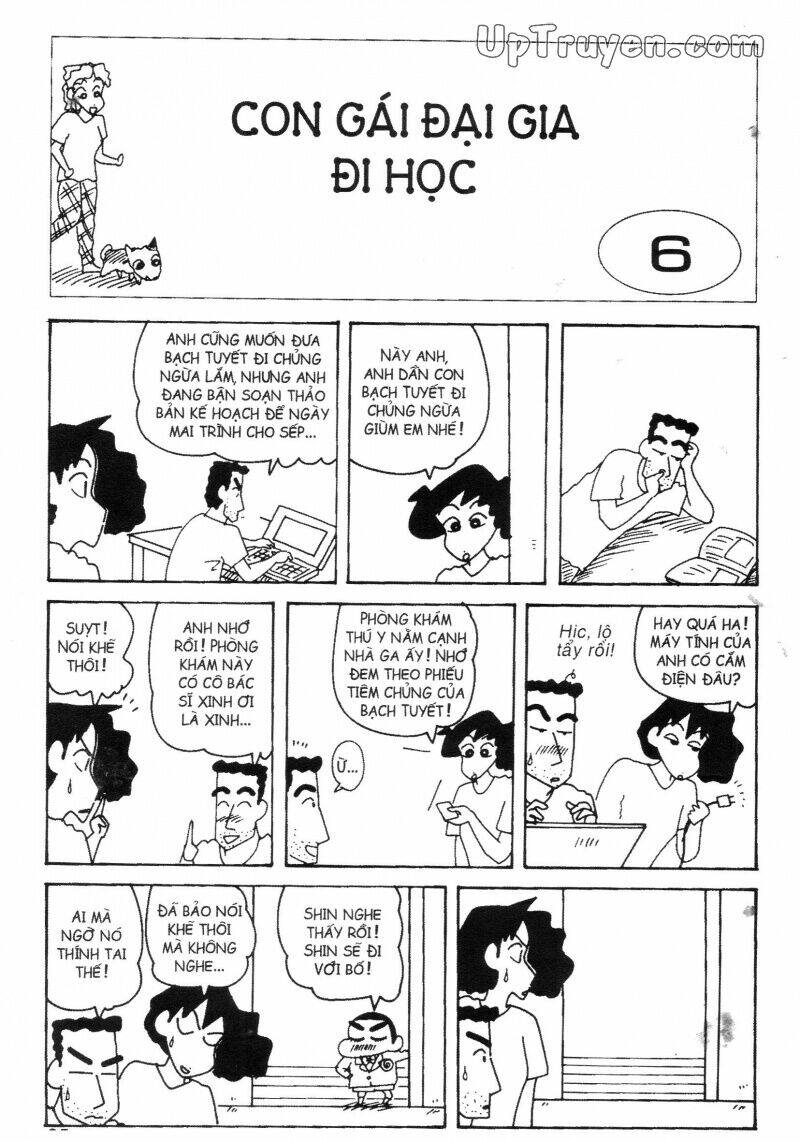 UpTruyen.com
CON GÁI ĐẠI GIA
ĐI HỌC
6
NÀY ANH,
ANH DẪN CON
BẠCH TUYẾT ĐI
CHỦNG NGỪA
GIÙM EM NHÉ!
ANH CŨNG MUỐN ĐƯA
BẠCH TUYẾT ĐI CHỦNG
NGỪA LẮM, NHƯNG ANH
ĐANG BẬN SOẠN THẢO
BẢN KẾ HOẠCH ĐỂ NGÀY
MAI TRÌNH CHO SẾP...
HAY QUÁ HA!
MÁY TÍNH CỦA
ANH CÓ CẮM
ĐIỆN ĐÂU?
Hic, lộ
tẩy rồi!
PHÒNG KHÁM
THÚ Y NẰM CẠNH
NHÀ GA ẤY! NHỚ
ĐEM THEO PHIẾU
TIÊM CHỦNG CỦA
BẠCH TUYẾT!
Ừ...
ANH NHỚ
RỒI! PHÒNG
KHÁM NÀY
CÓ CÔ BÁC
SĨ XINH ƠI
LÀ XINH...
SUỴT!
NÓI KHẼ
THÔI!
SHIN NGHE
THẤY RỒI!
SHIN SẼ ĐI
VỚI BỐ!
ĐÃ BẢO NÓI
KHẼ THÔI
MÀ KHÔNG
NGHE...
AI MÀ
NGỜ NÓ
THÍNH TAI
THẾ!